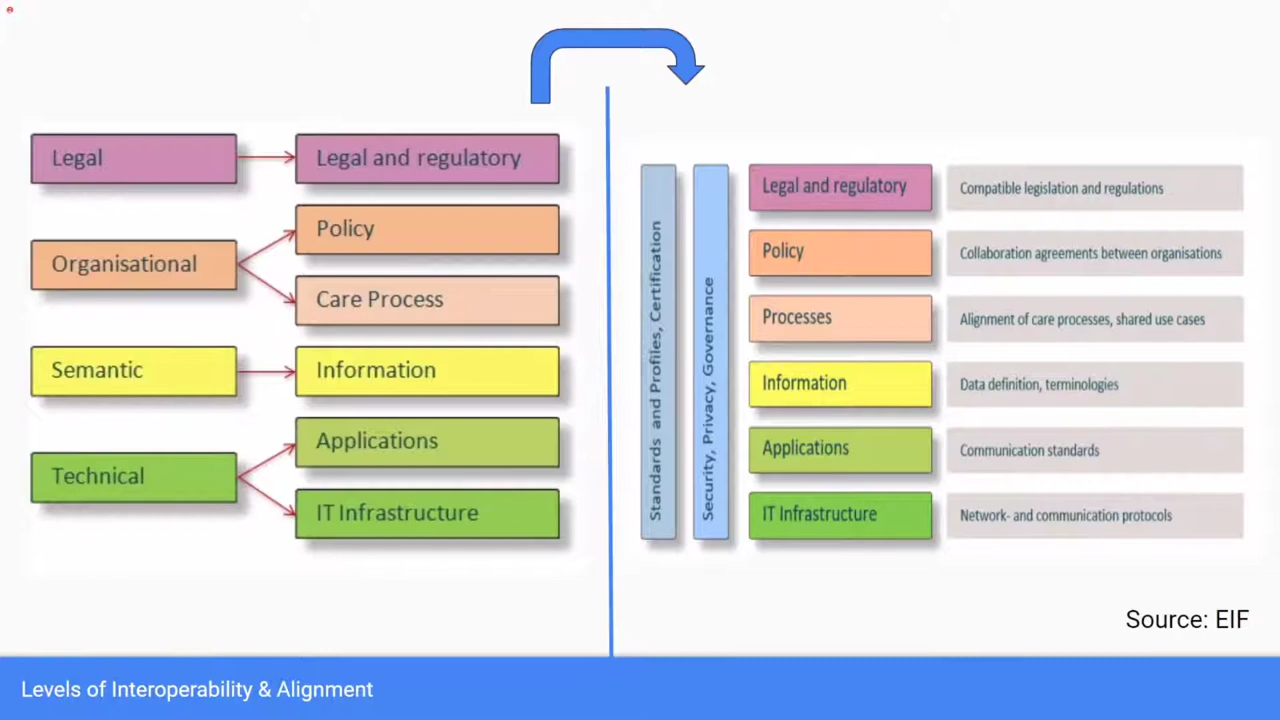 Legal
Legal and regulatory
Organisational
Policy
Care Process
Semantic
Information
Technical
Applications
IT Infrastructure
Standards and Profiles, Certification
Security, Privacy, Governance
Legal and regulatory
Compatible legislation and regulations
Policy
Collaboration agreements between organisations
Processes
Alignment of care processes, shared use cases
Information
Data definition, terminologies
Applications
Communication standards
IT Infrastructure
Network- and communication protocols
Source: EIF
Levels of Interoperability & Alignment